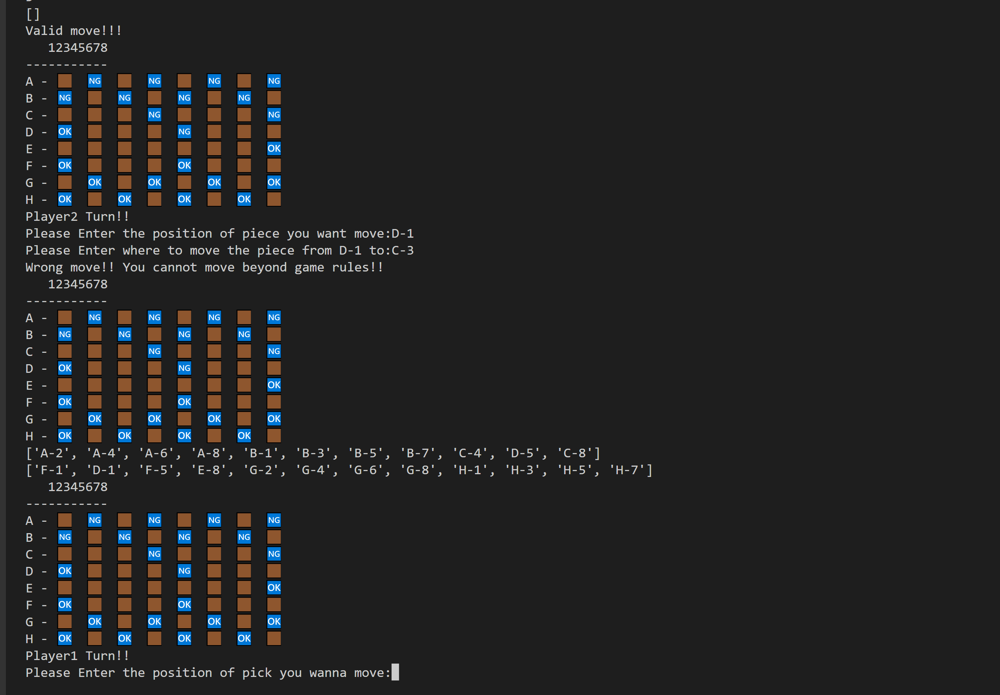 []
Valid move!!!
12345678
-----------
A - 🟫 🆖 🟫 🆖 🟫 🆖 🟫 🆖
B - 🆖 🟫 🆖 🟫 🆖 🟫 🆖 🟫
C - 🟫 🟫 🟫 🆖 🟫 🟫 🟫 🆖
D - 🆗 🟫 🟫 🟫 🆖 🟫 🟫 🟫
E - 🟫 🟫 🟫 🟫 🟫 🟫 🟫 🆗
F - 🆗 🟫 🟫 🟫 🆗 🟫 🟫 🟫
G - 🟫 🆗 🟫 🆗 🟫 🆗 🟫 🆗
H - 🆗 🟫 🆗 🟫 🆗 🟫 🆗 🟫
Player2 Turn!!
Please Enter the position of piece you want move:D-1
Please Enter where to move the piece from D-1 to:C-3
Wrong move!! You cannot move beyond game rules!!
12345678
-----------
A - 🟫 🆖 🟫 🆖 🟫 🆖 🟫 🆖
B - 🆖 🟫 🆖 🟫 🆖 🟫 🆖 🟫
C - 🟫 🟫 🟫 🆖 🟫 🟫 🟫 🆖
D - 🆗 🟫 🟫 🟫 🆖 🟫 🟫 🟫
E - 🟫 🟫 🟫 🟫 🟫 🟫 🟫 🆗
F - 🆗 🟫 🟫 🟫 🆗 🟫 🟫 🟫
G - 🟫 🆗 🟫 🆗 🟫 🆗 🟫 🆗
H - 🆗 🟫 🆗 🟫 🆗 🟫 🆗 🟫
['A-2', 'A-4', 'A-6', 'A-8', 'B-1', 'B-3', 'B-5', 'B-7', 'C-4', 'D-5', 'C-8']
['F-1', 'D-1', 'F-5', 'E-8', 'G-2', 'G-4', 'G-6', 'G-8', 'H-1', 'H-3', 'H-5', 'H-7']
12345678
-----------
A - 🟫 🆖 🟫 🆖 🟫 🆖 🟫 🆖
B - 🆖 🟫 🆖 🟫 🆖 🟫 🆖 🟫
C - 🟫 🟫 🟫 🆖 🟫 🟫 🟫 🆖
D - 🆗 🟫 🟫 🟫 🆖 🟫 🟫 🟫
E - 🟫 🟫 🟫 🟫 🟫 🟫 🟫 🆗
F - 🆗 🟫 🟫 🟫 🆗 🟫 🟫 🟫
G - 🟫 🆗 🟫 🆗 🟫 🆗 🟫 🆗
H - 🆗 🟫 🆗 🟫 🆗 🟫 🆗 🟫
Player1 Turn!!
Please Enter the position of pick you wanna move: